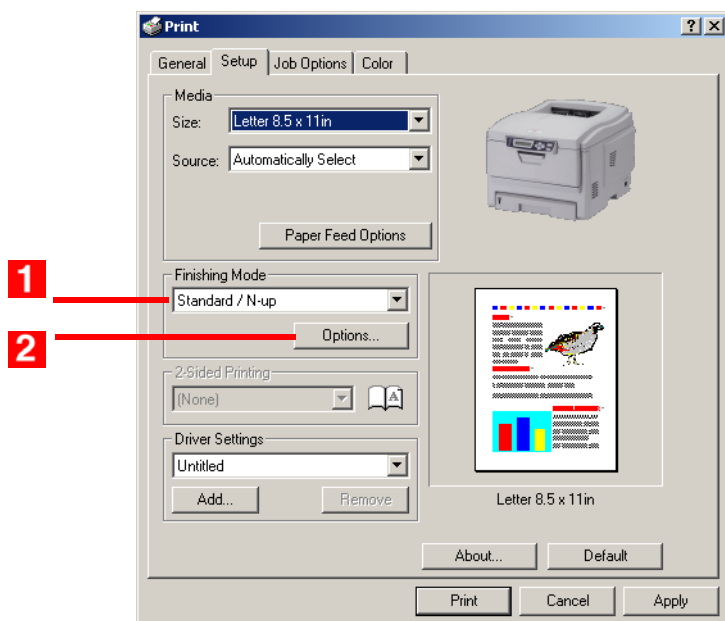 Print
General Setup Job Options Color
Media
Size: Letter 8.5 x 11in
Source: Automatically Select
Paper Feed Options
1
Finishing Mode
Standard / N-up
2
Options...
2-Sided Printing
(None)
A
Driver Settings
Untitled
Add... Remove
Letter 8.5 x 11in
About... Default
Print Cancel Apply